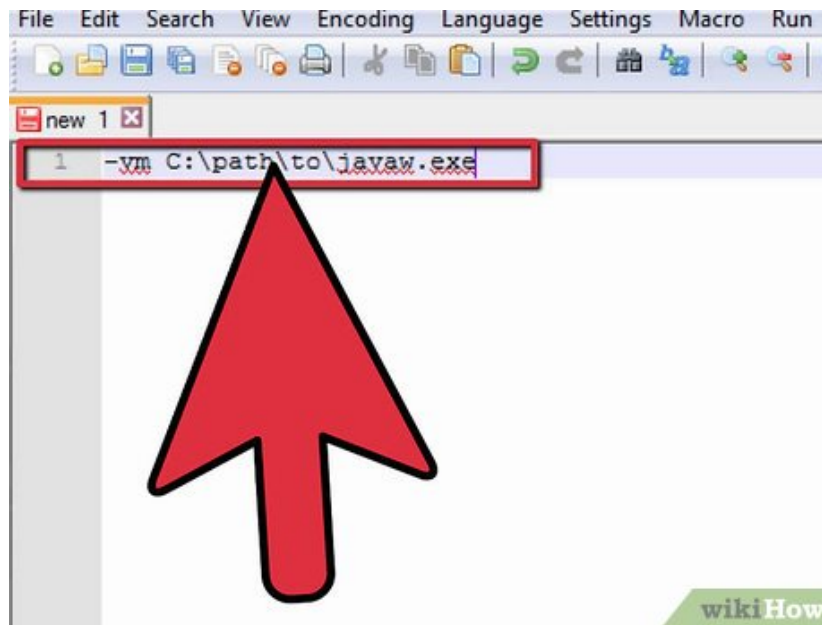 File Edit Search View Encoding Language Settings Macro Run
new 1
1 -vm C:\path\to\javaw.exe
wikiHow